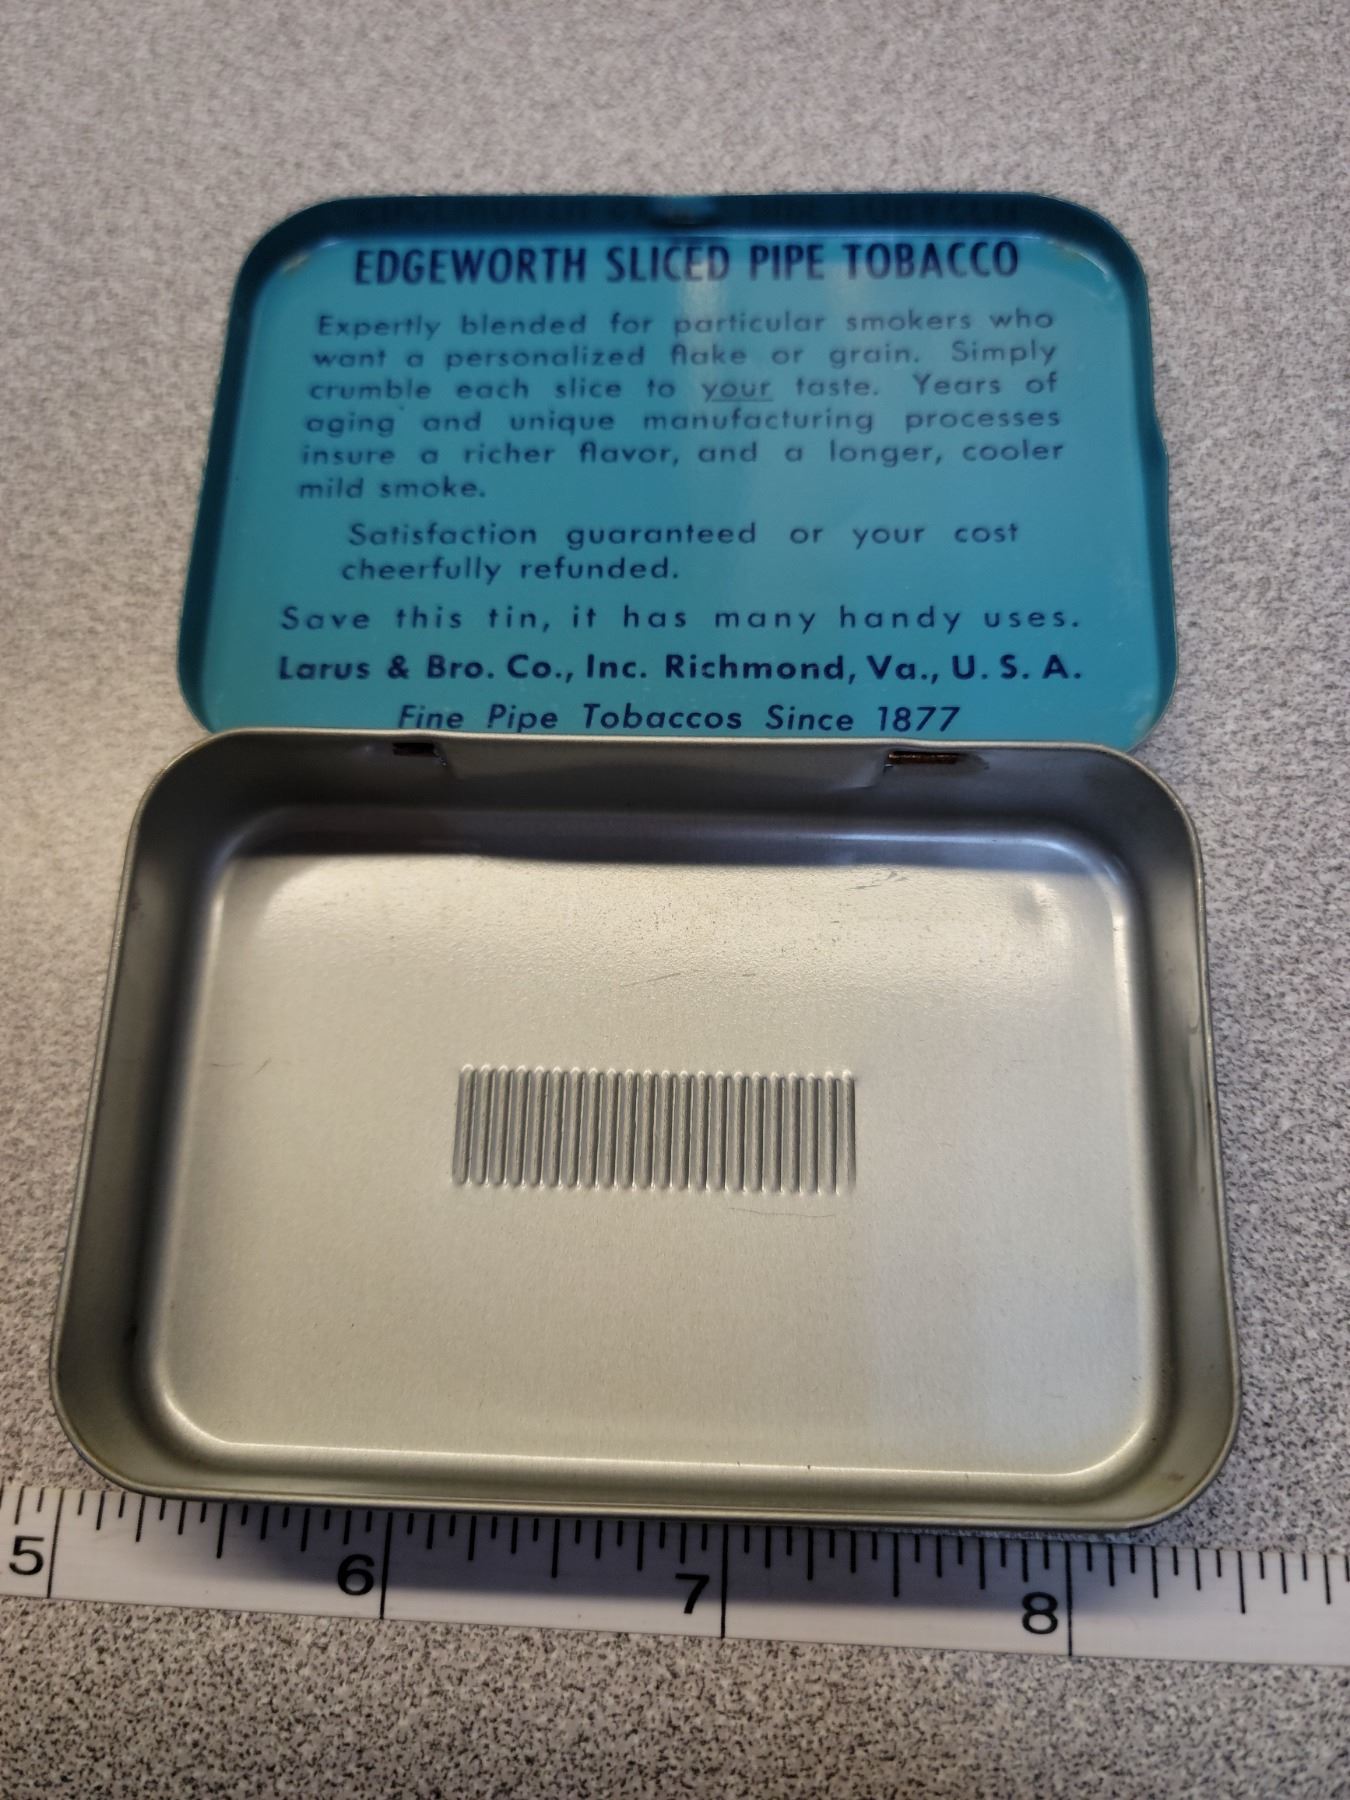 EDGEWORTH SLICED PIPE TOBACCO
Expertly blended for particular smokers who
want a personalized flake or grain. Simply
crumble each slice to your taste. Years of
aging and unique manufacturing processes
insure a richer flavor, and a longer, cooler
mild smoke.
Satisfaction guaranteed or your cost
cheerfully refunded.
Save this tin, it has many handy uses.
Larus & Bro. Co., Inc. Richmond, Va., U. S. A.
Fine Pipe Tobaccos Since 1877
5 6 7 8